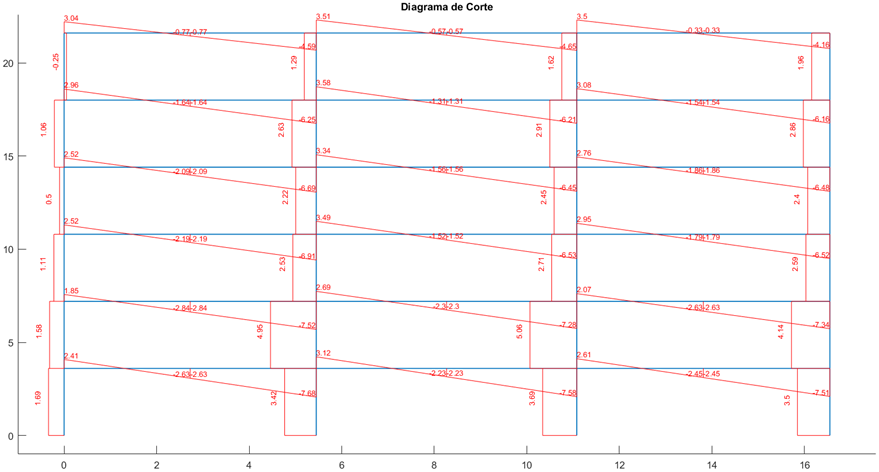 Diagrama de Corte
3.04 -0.77 -0.77 -4.59 3.51 -0.57 -0.57 -4.65 3.5 -0.33 -0.33 -4.16
20
-0.25 1.29 1.62 1.96
2.96 -1.64 -1.64 -6.25 3.58 -1.31 -1.31 -6.21 3.08 -1.54 -1.54 -6.16
1.06 2.63 2.91 2.86
15
2.52 -2.09 -2.09 -6.69 3.34 -1.56 -1.56 -6.45 2.76 -1.86 -1.86 -6.48
0.5 2.22 2.45 2.4
2.52 -2.19 -2.19 -6.91 3.49 -1.52 -1.52 -6.53 2.95 -1.79 -1.79 -6.52
10
1.11 2.53 2.71 2.59
1.85 -2.84 -2.84 -7.52 2.69 -2.3 -2.3 -7.28 2.07 -2.63 -2.63 -7.34
1.58 4.95 5.06 4.14
5
2.41 -2.63 -2.63 -7.68 3.12 -2.23 -2.23 -7.58 2.61 -2.45 -2.45 -7.51
1.69 3.42 3.69 3.5
0
0 2 4 6 8 10 12 14 16